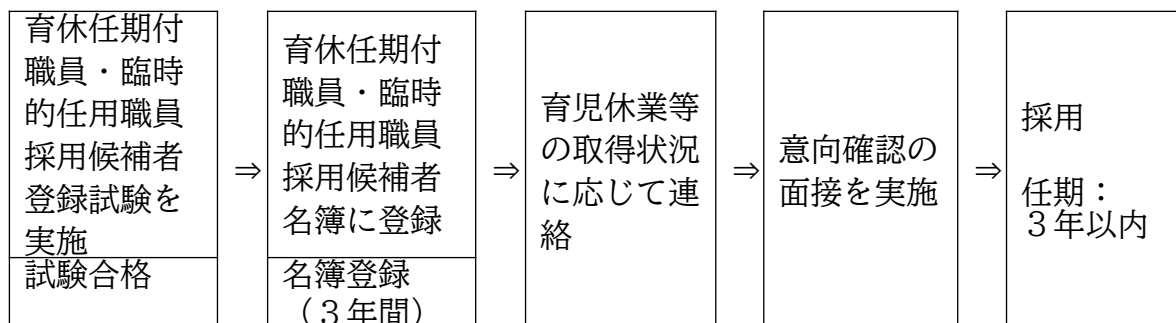 育休任期付
職員・臨時
的任用職員
採用候補者
登録試験を
実施
試験合格
⇒
育休任期付
職員・臨時
的任用職員
採用候補者
名簿に登録
名簿登録
（３年間）
⇒
育児休業等
の取得状況
に応じて連
絡
⇒
意向確認の
面接を実施
⇒
採用
任期：
３年以内